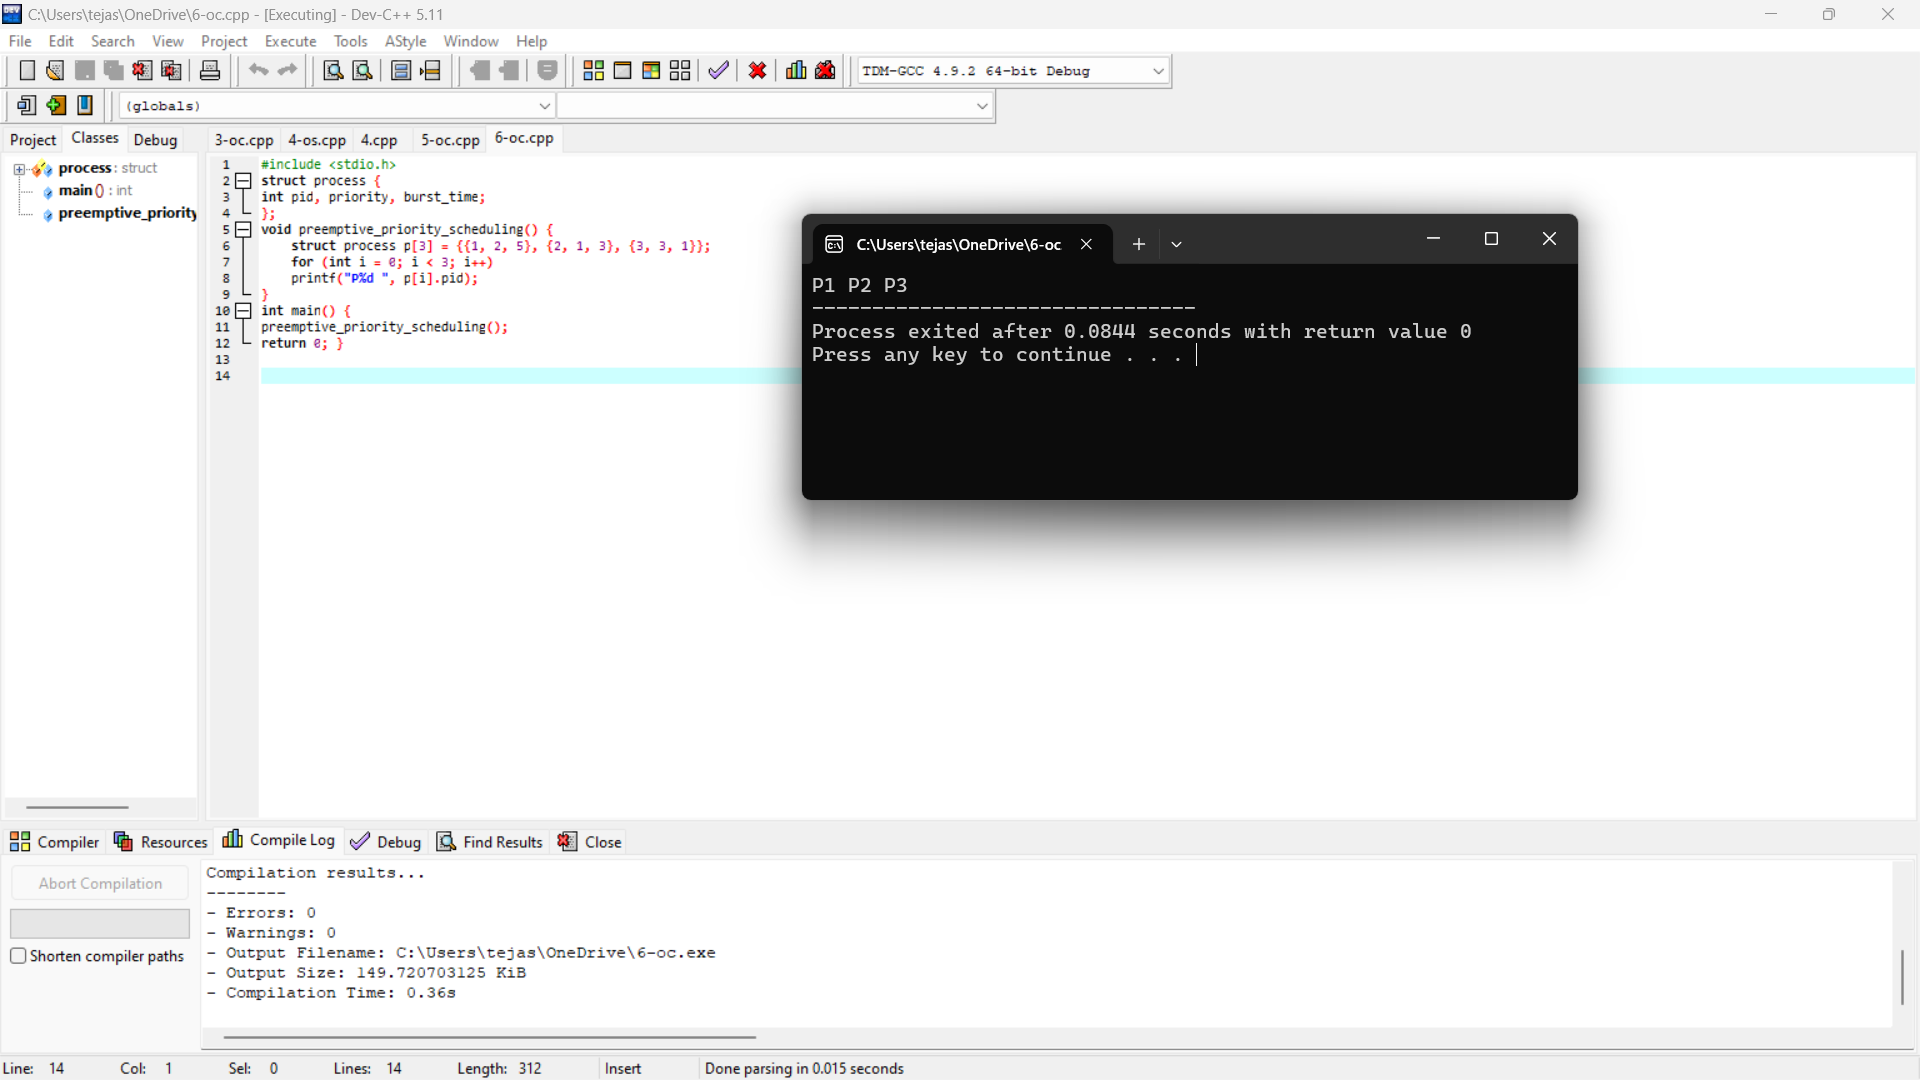 C:\Users\tejas\OneDrive\6-oc.cpp - [Executing] - Dev-C++ 5.11
File Edit Search View Project Execute Tools AStyle Window Help
TDM-GCC 4.9.2 64-bit Debug
(globals)
Project Classes Debug 3-oc.cpp 4-os.cpp 4.cpp 5-oc.cpp 6-oc.cpp
process : struct
main () : int
preemptive_priority
1 #include <stdio.h>
2 struct process {
3 int pid, priority, burst_time;
4 };
5 void preemptive_priority_scheduling() {
6 struct process p[3] = {{1, 2, 5}, {2, 1, 3}, {3, 3, 1}};
7 for (int i = 0; i < 3; i++)
8 printf("P%d ", p[i].pid);
9 }
10 int main() {
11 preemptive_priority_scheduling();
12 return 0; }
13
14
C:\Users\tejas\OneDrive\6-oc
P1 P2 P3
--------------------------------
Process exited after 0.0844 seconds with return value 0
Press any key to continue . . .
Compiler Resources Compile Log Debug Find Results Close
Abort Compilation
Shorten compiler paths
Compilation results...
--------
- Errors: 0
- Warnings: 0
- Output Filename: C:\Users\tejas\OneDrive\6-oc.exe
- Output Size: 149.720703125 KiB
- Compilation Time: 0.36s
Line: 14 Col: 1 Sel: 0 Lines: 14 Length: 312 Insert Done parsing in 0.015 seconds